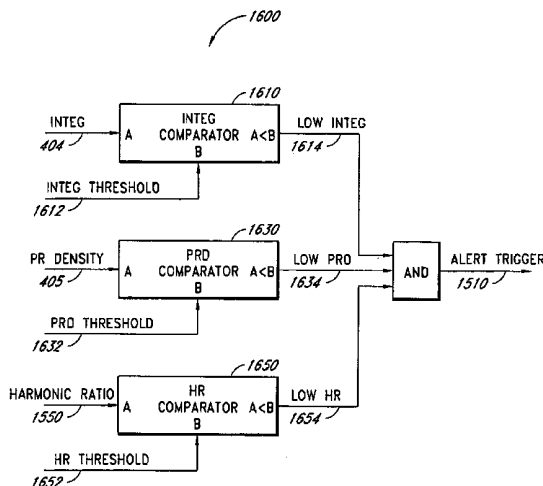 1600
1610
INTEG
404
A
INTEG
COMPARATOR
B
A<B
LOW INTEG
1614
INTEG THRESHOLD
1612
1630
PR DENSITY
405
A
PRD
COMPARATOR
B
A<B
LOW PRD
1634
PRD THRESHOLD
1632
AND
ALERT TRIGGER
1510
1650
HARMONIC RATIO
1550
A
HR
COMPARATOR
B
A<B
LOW HR
1654
HR THRESHOLD
1652